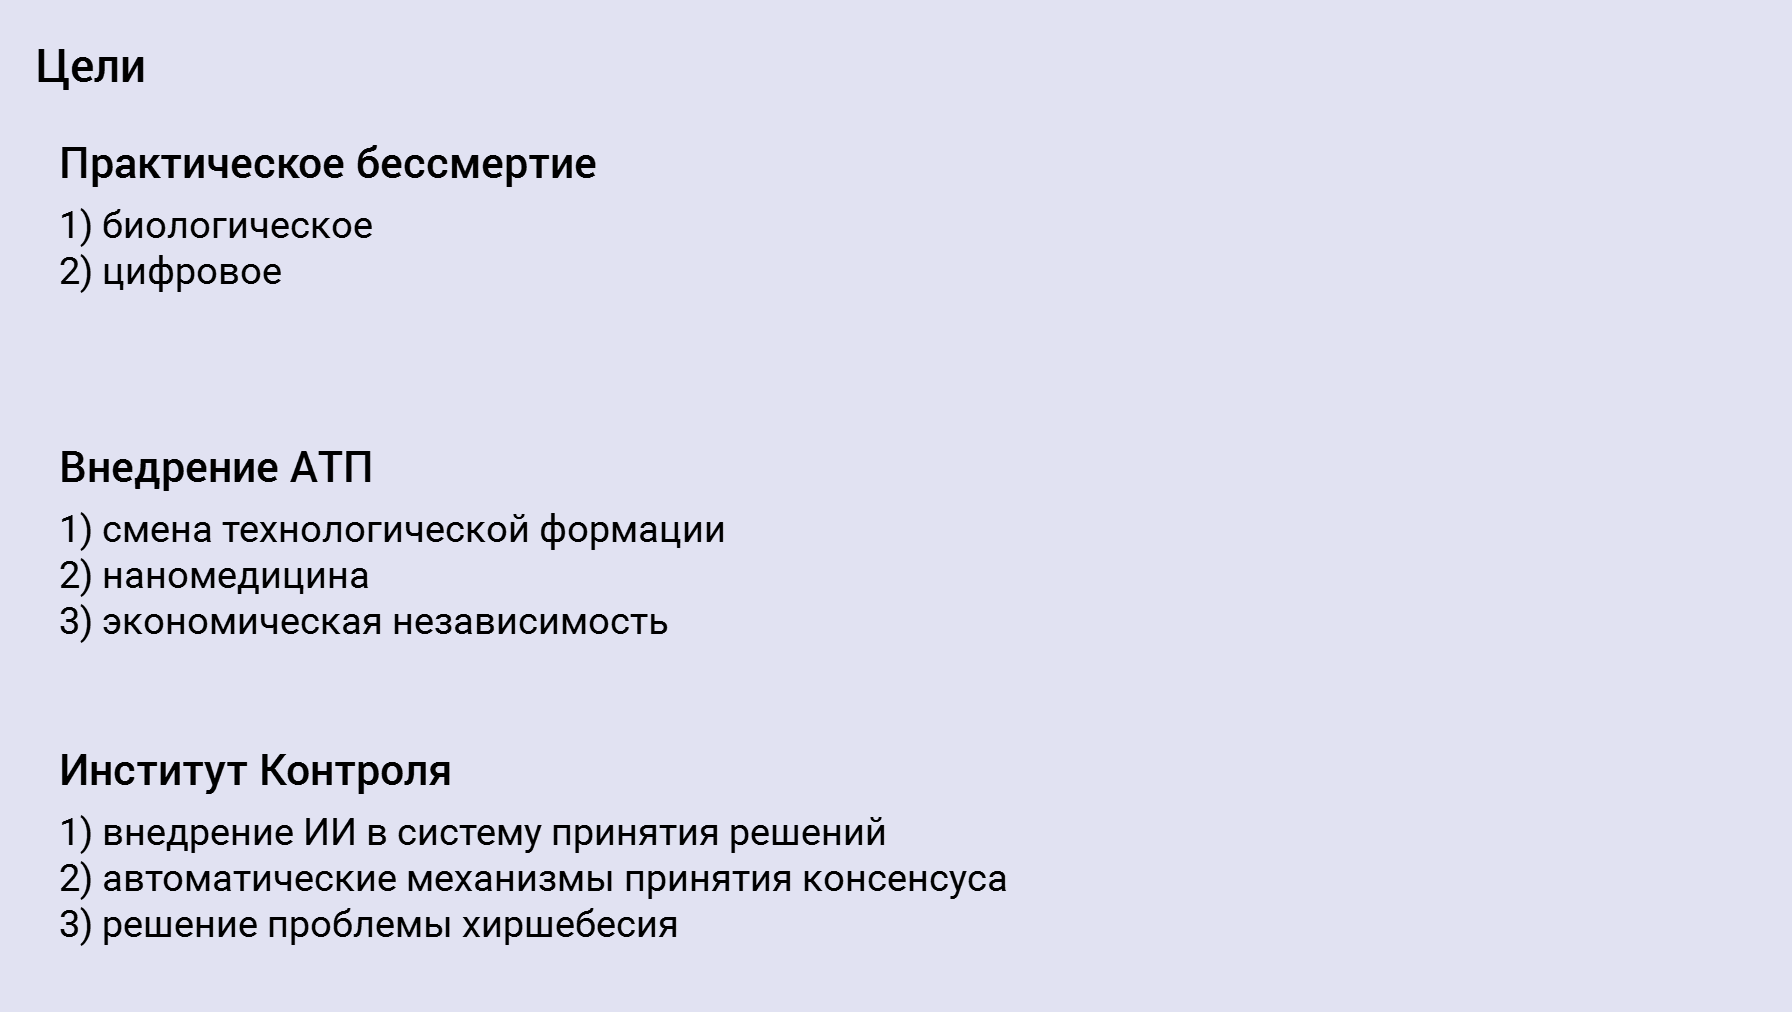 Цели
Практическое бессмертие
1) биологическое
2) цифровое
Внедрение АТП
1) смена технологической формации
2) наномедицина
3) экономическая независимость
Институт Контроля
1) внедрение ИИ в систему принятия решений
2) автоматические механизмы принятия консенсуса
3) решение проблемы хиршебесия